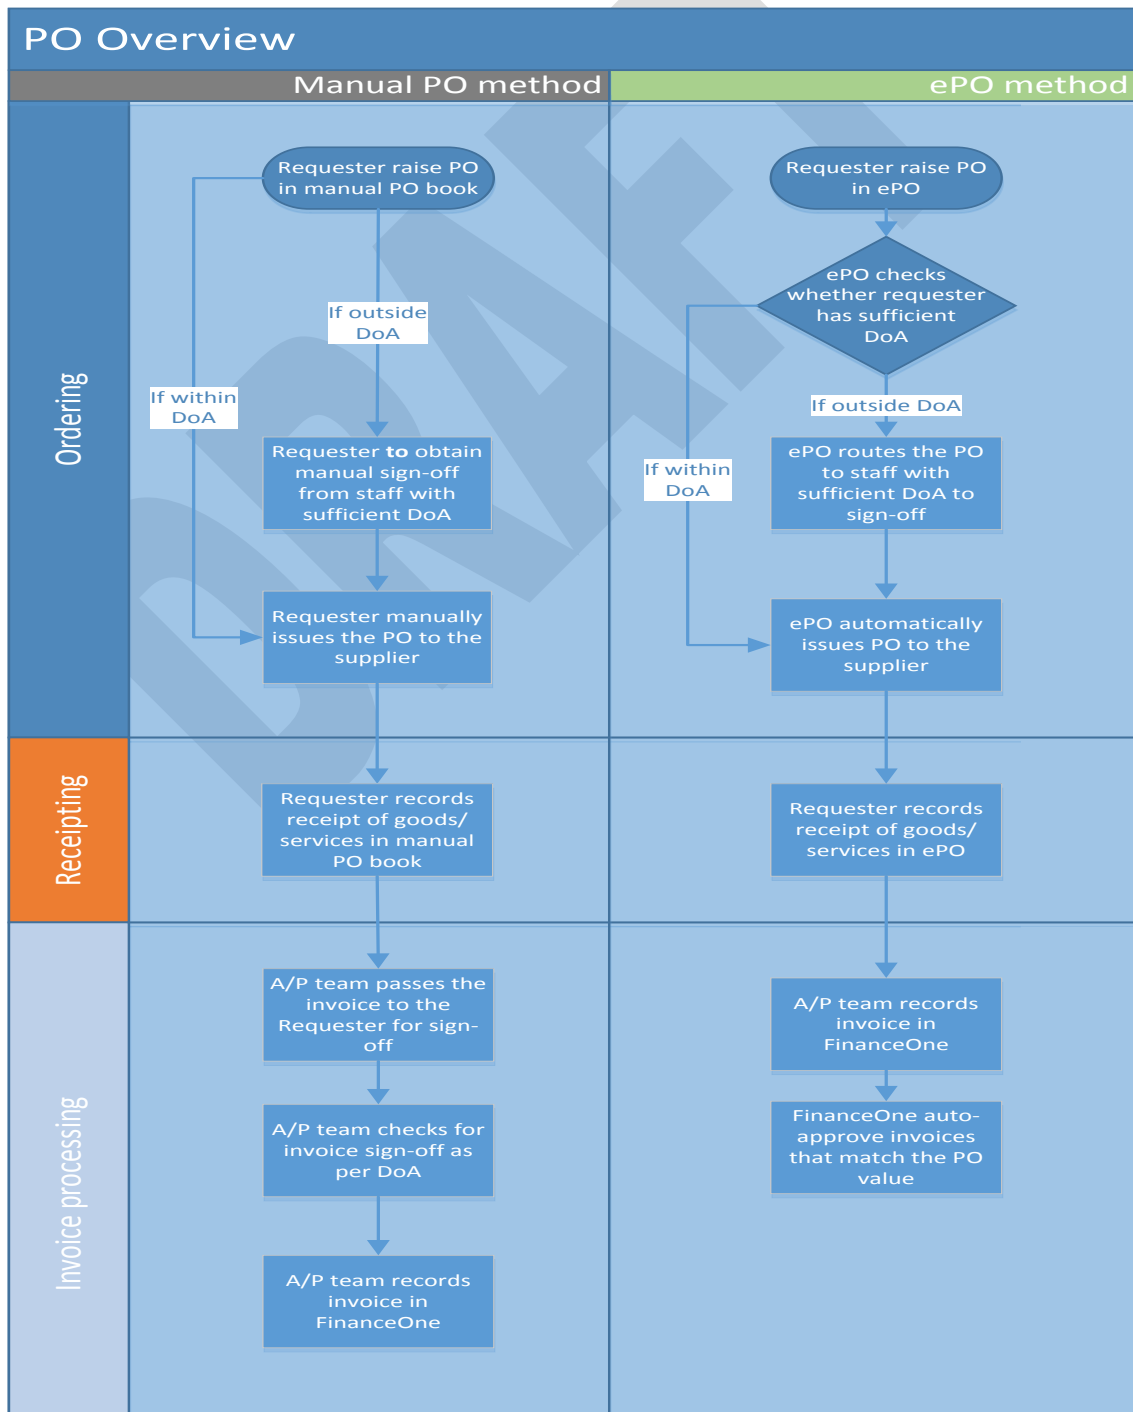 PO Overview
Manual PO method
ePO method
Ordering
Requester raise PO
in manual PO book
If outside
DoA
If within
DoA
Requester to obtain
manual sign-off
from staff with
sufficient DoA
Requester manually
issues the PO to the
supplier
Requester raise PO
in ePO
ePO checks
whether requester
has sufficient
DoA
If outside DoA
If within
DoA
ePO routes the PO
to staff with
sufficient DoA to
sign-off
ePO automatically
issues PO to the
supplier
Receipting
Requester records
receipt of goods/
services in manual
PO book
Requester records
receipt of goods/
services in ePO
Invoice processing
A/P team passes the
invoice to the
Requester for sign-
off
A/P team checks for
invoice sign-off as
per DoA
A/P team records
invoice in
FinanceOne
A/P team records
invoice in
FinanceOne
FinanceOne auto-
approve invoices
that match the PO
value
DRAFT